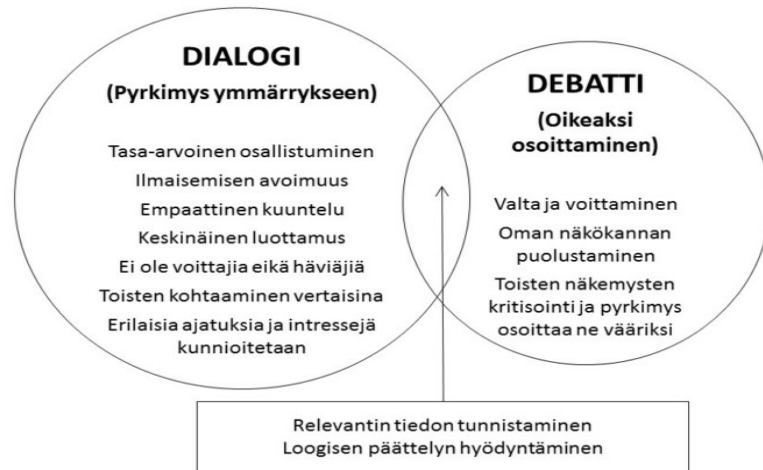 DIALOGI
(Pyrkimys ymmärrykseen)
Tasa-arvoinen osallistuminen
Ilmaisemisen avoimuus
Empaattinen kuuntelu
Keskinäinen luottamus
Ei ole voittajia eikä häviäjiä
Toisten kohtaaminen vertaisina
Erilaisia ajatuksia ja intressejä
kunnioitetaan
DEBATTI
(Oikeaksi
osoittaminen)
Valta ja voittaminen
Oman näkökannan
puolustaminen
Toisten näkemysten
kritisointi ja pyrkimys
osoittaa ne vääriksi
Relevantin tiedon tunnistaminen
Loogisen päättelyn hyödyntäminen